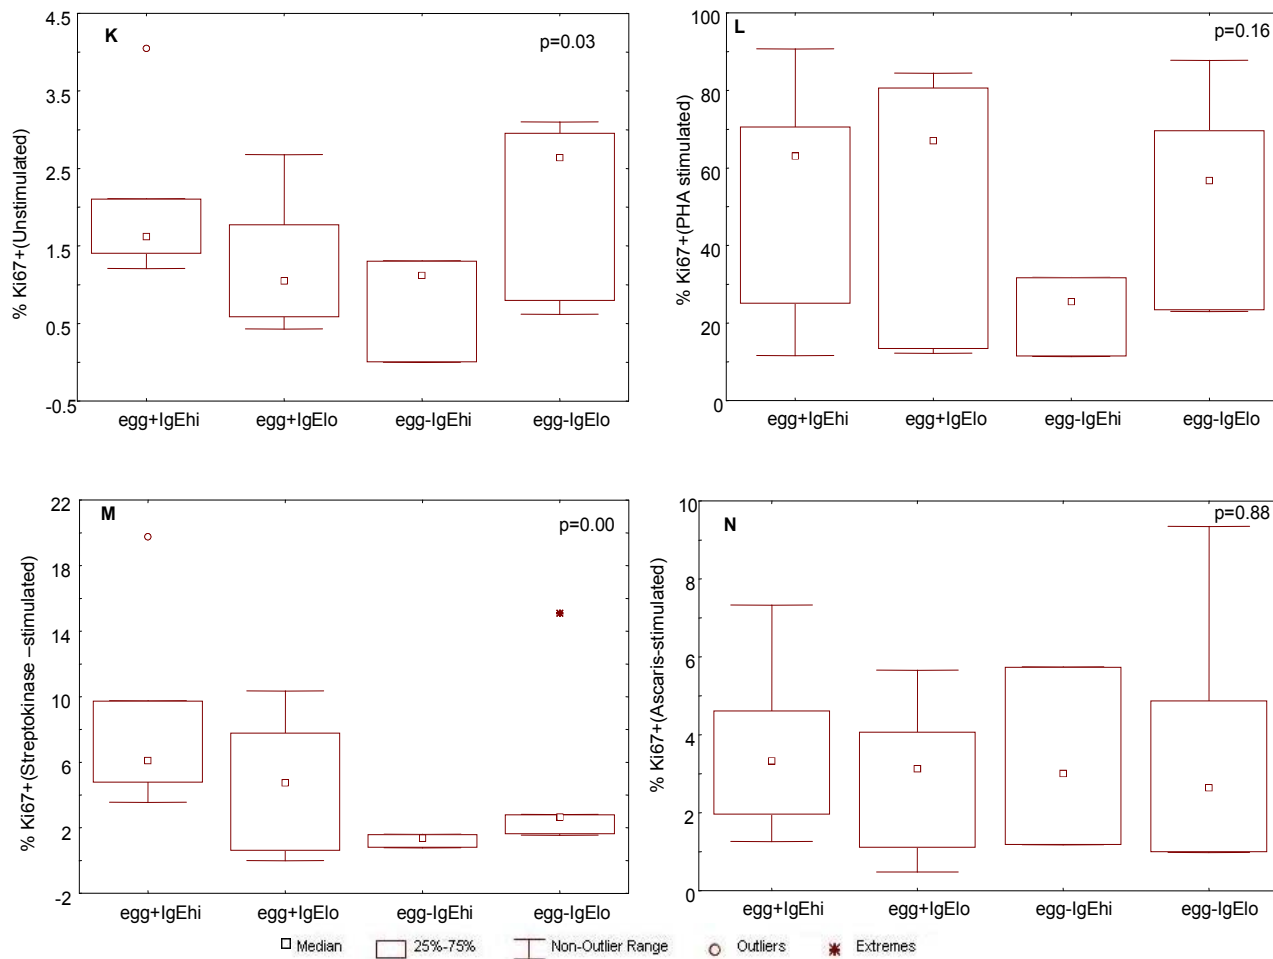 K
p=0.03
4.5
3.5
2.5
1.5
0.5
-0.5
% Ki67+(Unstimulated)
egg+IgEhi egg+IgElo egg-IgEhi egg-IgElo
L
p=0.16
100
80
60
40
20
0
% Ki67+(PHA stimulated)
egg+IgEhi egg+IgElo egg-IgEhi egg-IgElo
M
p=0.00
22
18
14
10
6
2
-2
% Ki67+(Streptokinase –stimulated)
egg+IgEhi egg+IgElo egg-IgEhi egg-IgElo
N
p=0.88
10
8
6
4
2
0
% Ki67+(Ascaris-stimulated)
egg+IgEhi egg+IgElo egg-IgEhi egg-IgElo
Median 25%-75% Non-Outlier Range Outliers Extremes